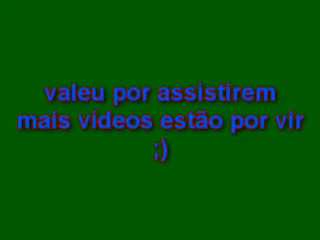 valeu por assistirem
mais vídeos estão por vir
;)